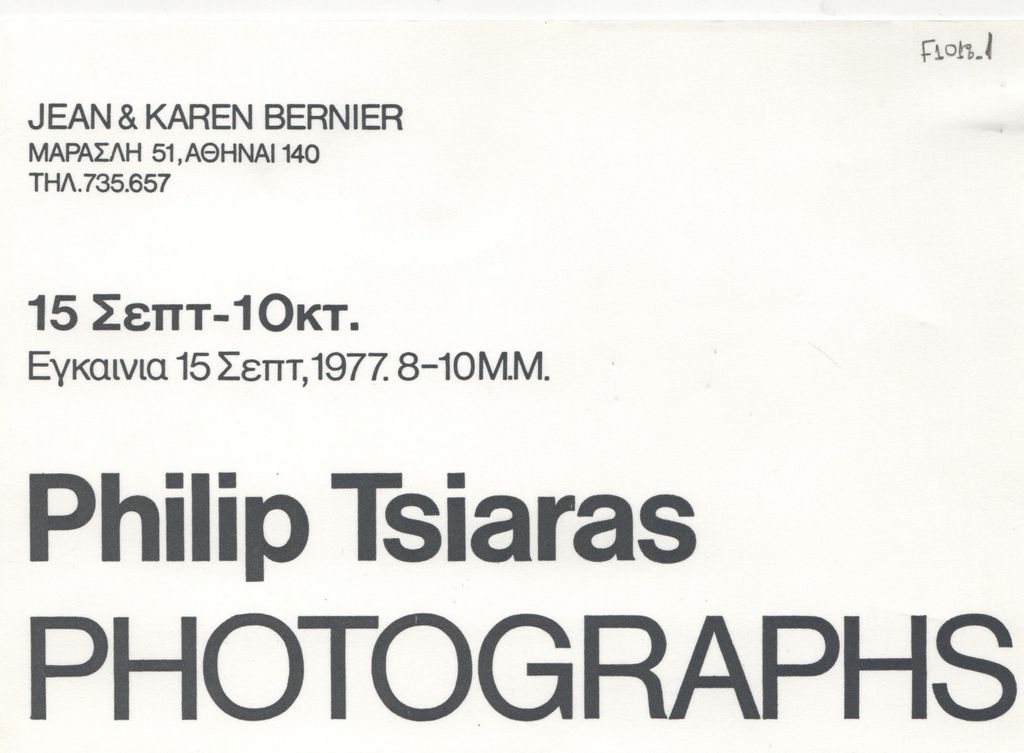 F1018_1
JEAN & KAREN BERNIER
ΜΑΡΑΣΛΗ 51, ΑΘΗΝΑΙ 140
ΤΗΛ.735.657
15 Σεπτ-1Οκτ.
Εγκαινια 15 Σεπτ, 1977. 8-10Μ.Μ.
Philip Tsiaras
PHOTOGRAPHS